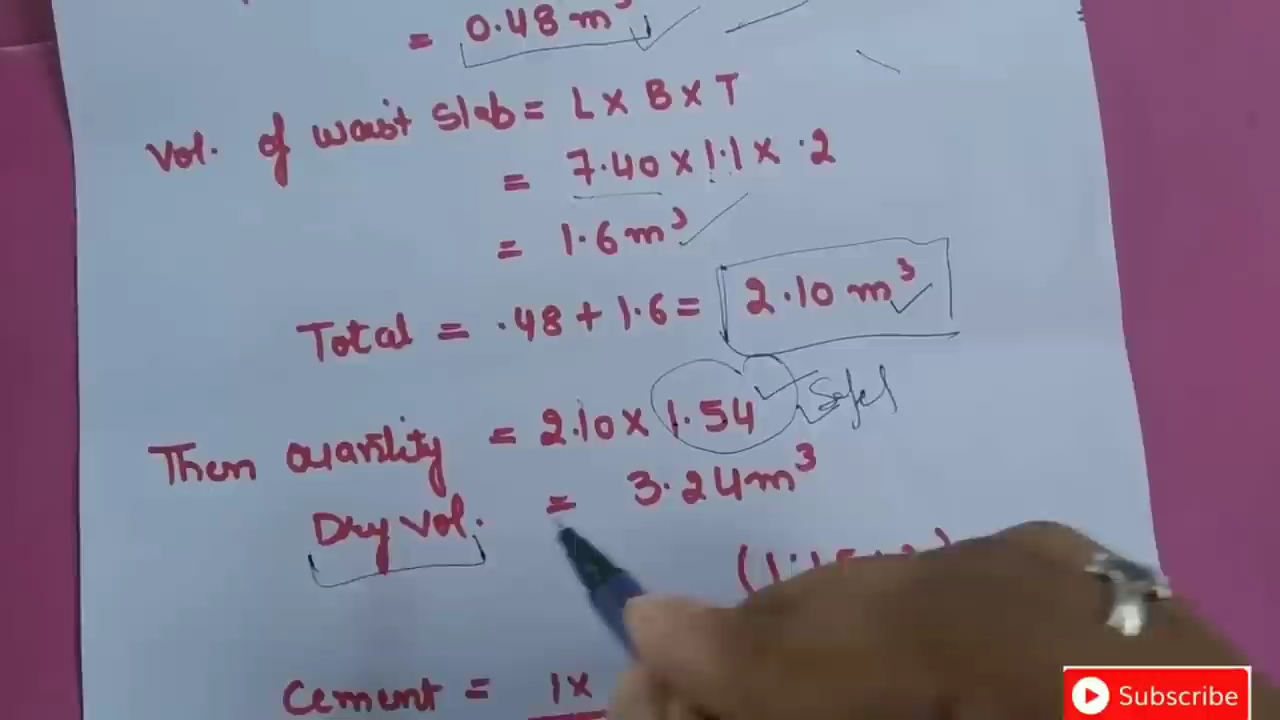 = 0.48 m³
Vol. of waist slab = L x B x T
= 7.40 x 1.1 x .2
= 1.6 m³
Total = .48 + 1.6 = 2.10 m³
Then quantity = 2.10 x 1.54
Dry Vol. = 3.24 m³
Cement = 1x
Subscribe